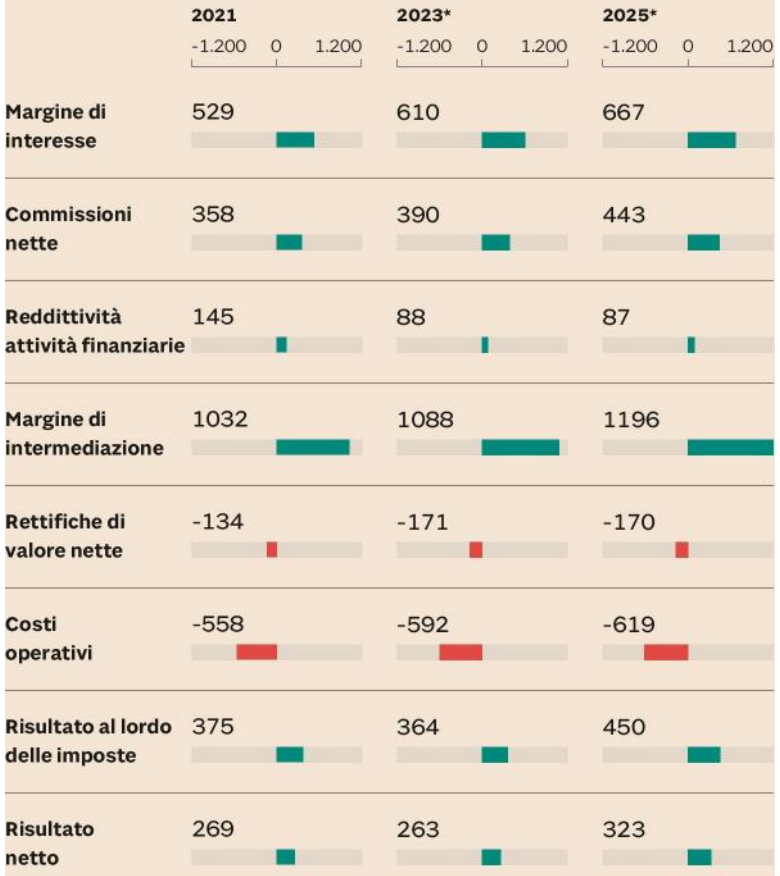 2021 2023* 2025*
-1.200 0 1.200 -1.200 0 1.200 -1.200 0 1.200
Margine di 529 610 667
interesse
Commissioni 358 390 443
nette
Reddittività 145 88 87
attività finanziarie
Margine di 1032 1088 1196
intermediazione
Rettifiche di -134 -171 -170
valore nette
Costi -558 -592 -619
operativi
Risultato al lordo 375 364 450
delle imposte
Risultato 269 263 323
netto